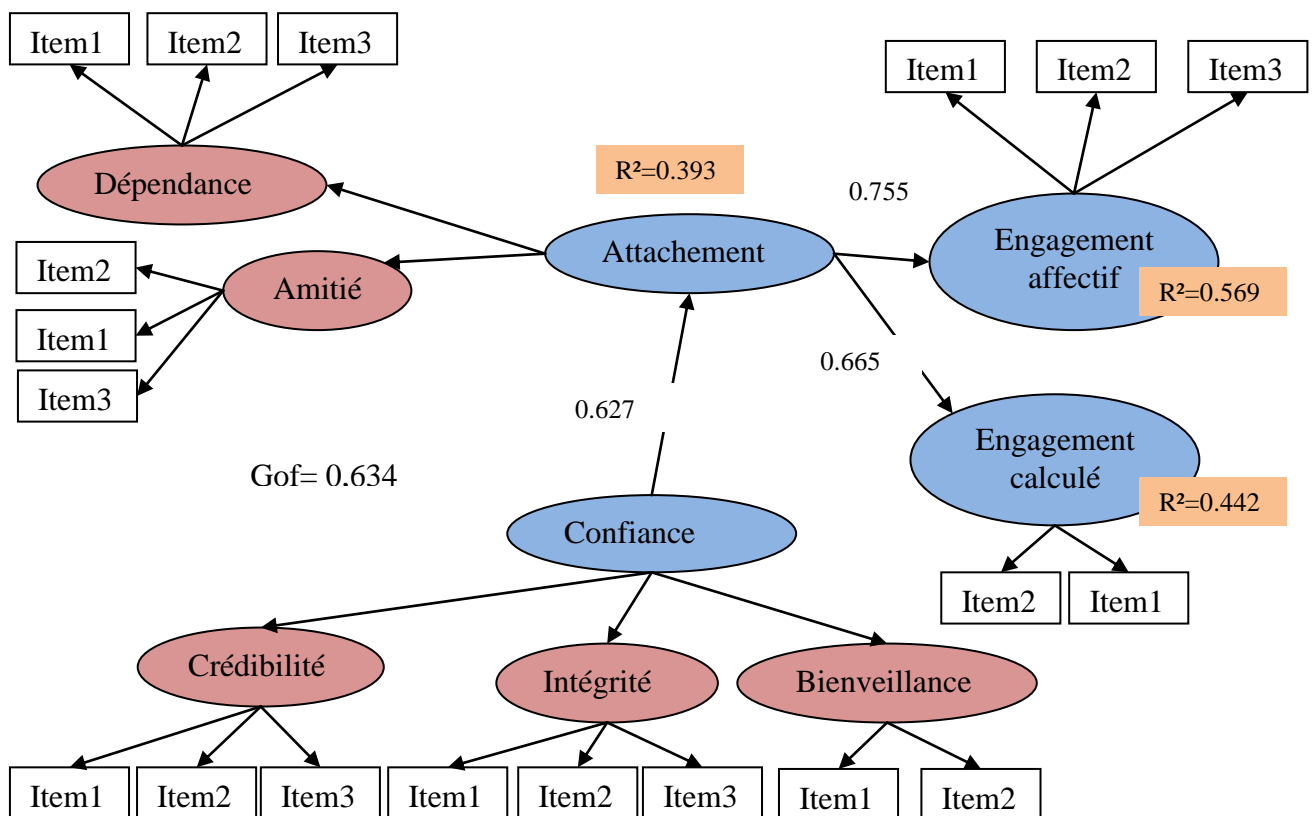 Item1
Item2
Item3
Item1
Item2
Item3
Dépendance
R²=0.393
0.755
Attachement
Engagement
affectif
R²=0.569
Item2
Amitié
Item1
Item3
0.665
0.627
Engagement
calculé
R²=0.442
Gof= 0.634
Confiance
Item2
Item1
Crédibilité
Intégrité
Bienveillance
Item1
Item2
Item3
Item1
Item2
Item3
Item1
Item2